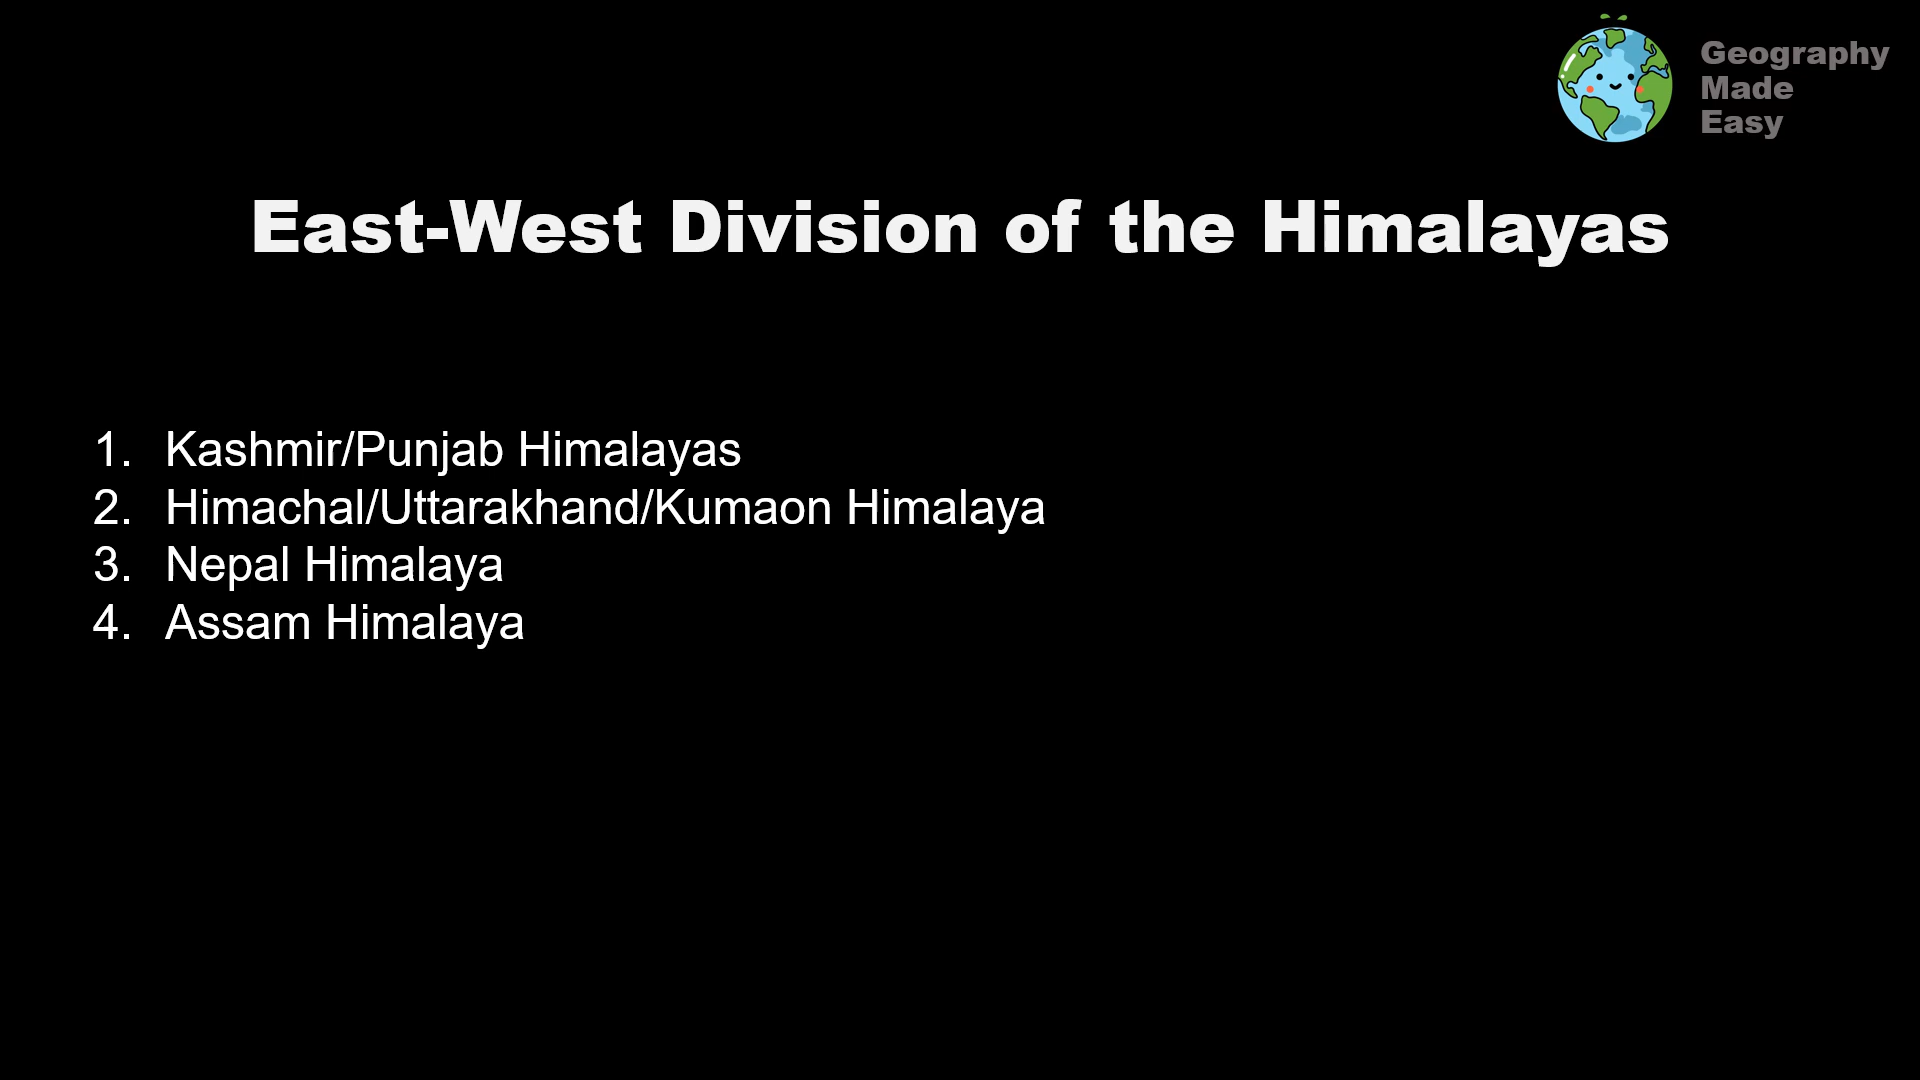 Geography
Made
Easy
East-West Division of the Himalayas
1. Kashmir/Punjab Himalayas
2. Himachal/Uttarakhand/Kumaon Himalaya
3. Nepal Himalaya
4. Assam Himalaya